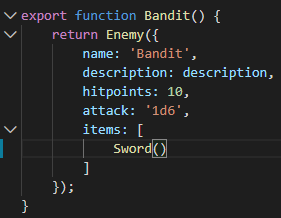 export function Bandit() {
    return Enemy({
        name: 'Bandit',
        description: description,
        hitpoints: 10,
        attack: '1d6',
        items: [
            Sword()
        ]
    });
}